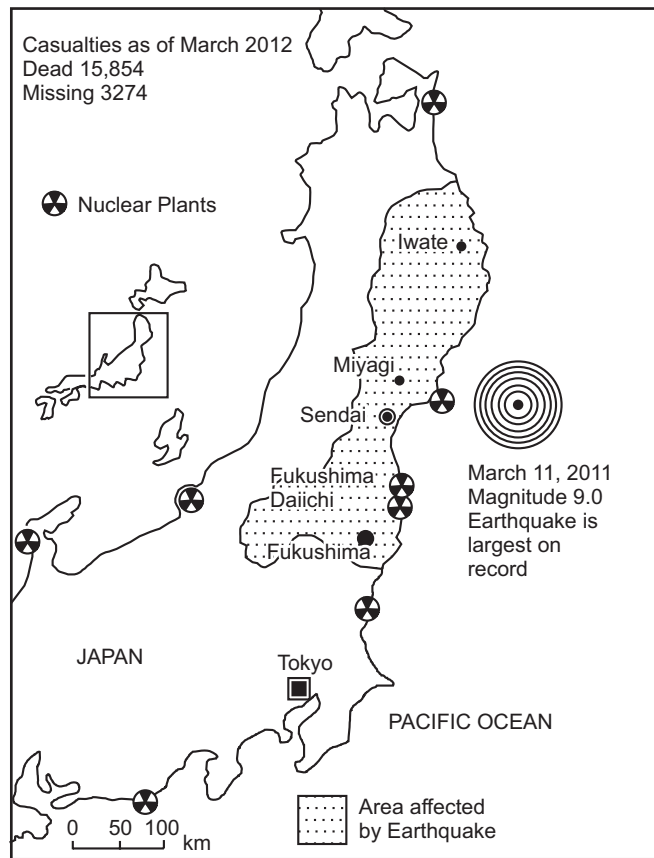 Casualties as of March 2012
Dead 15,854
Missing 3274
Nuclear Plants
Iwate
Miyagi
Sendai
March 11, 2011
Magnitude 9.0
Earthquake is
largest on
record
Fukushima
Daiichi
Fukushima
JAPAN
Tokyo
PACIFIC OCEAN
Area affected
by Earthquake
0 50 100
km